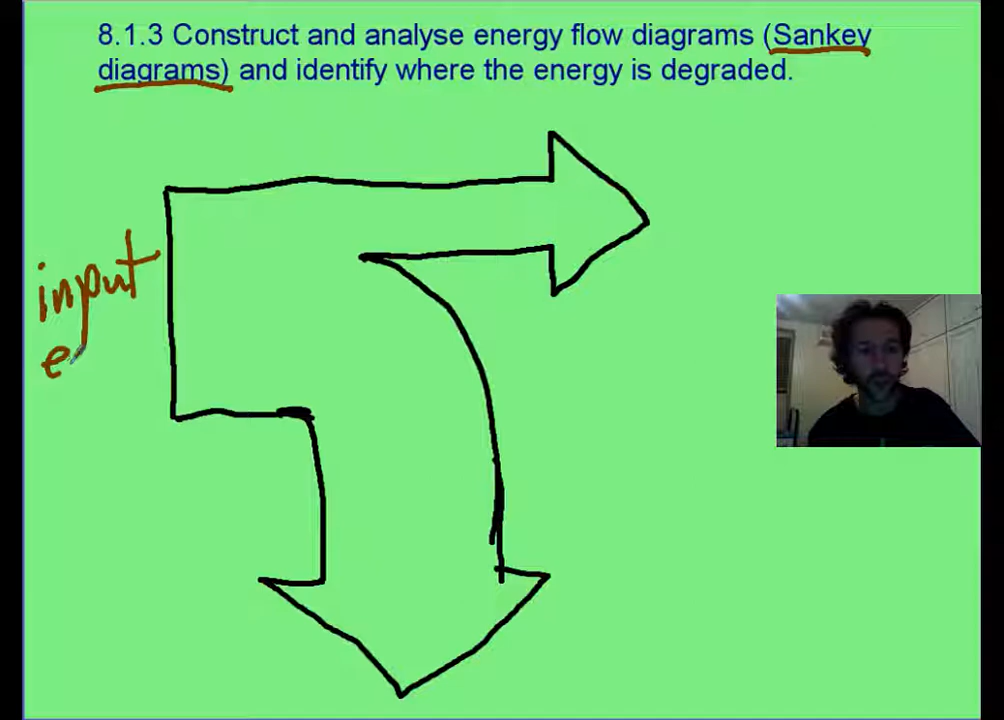 8.1.3 Construct and analyse energy flow diagrams (Sankey
diagrams) and identify where the energy is degraded.
input
e